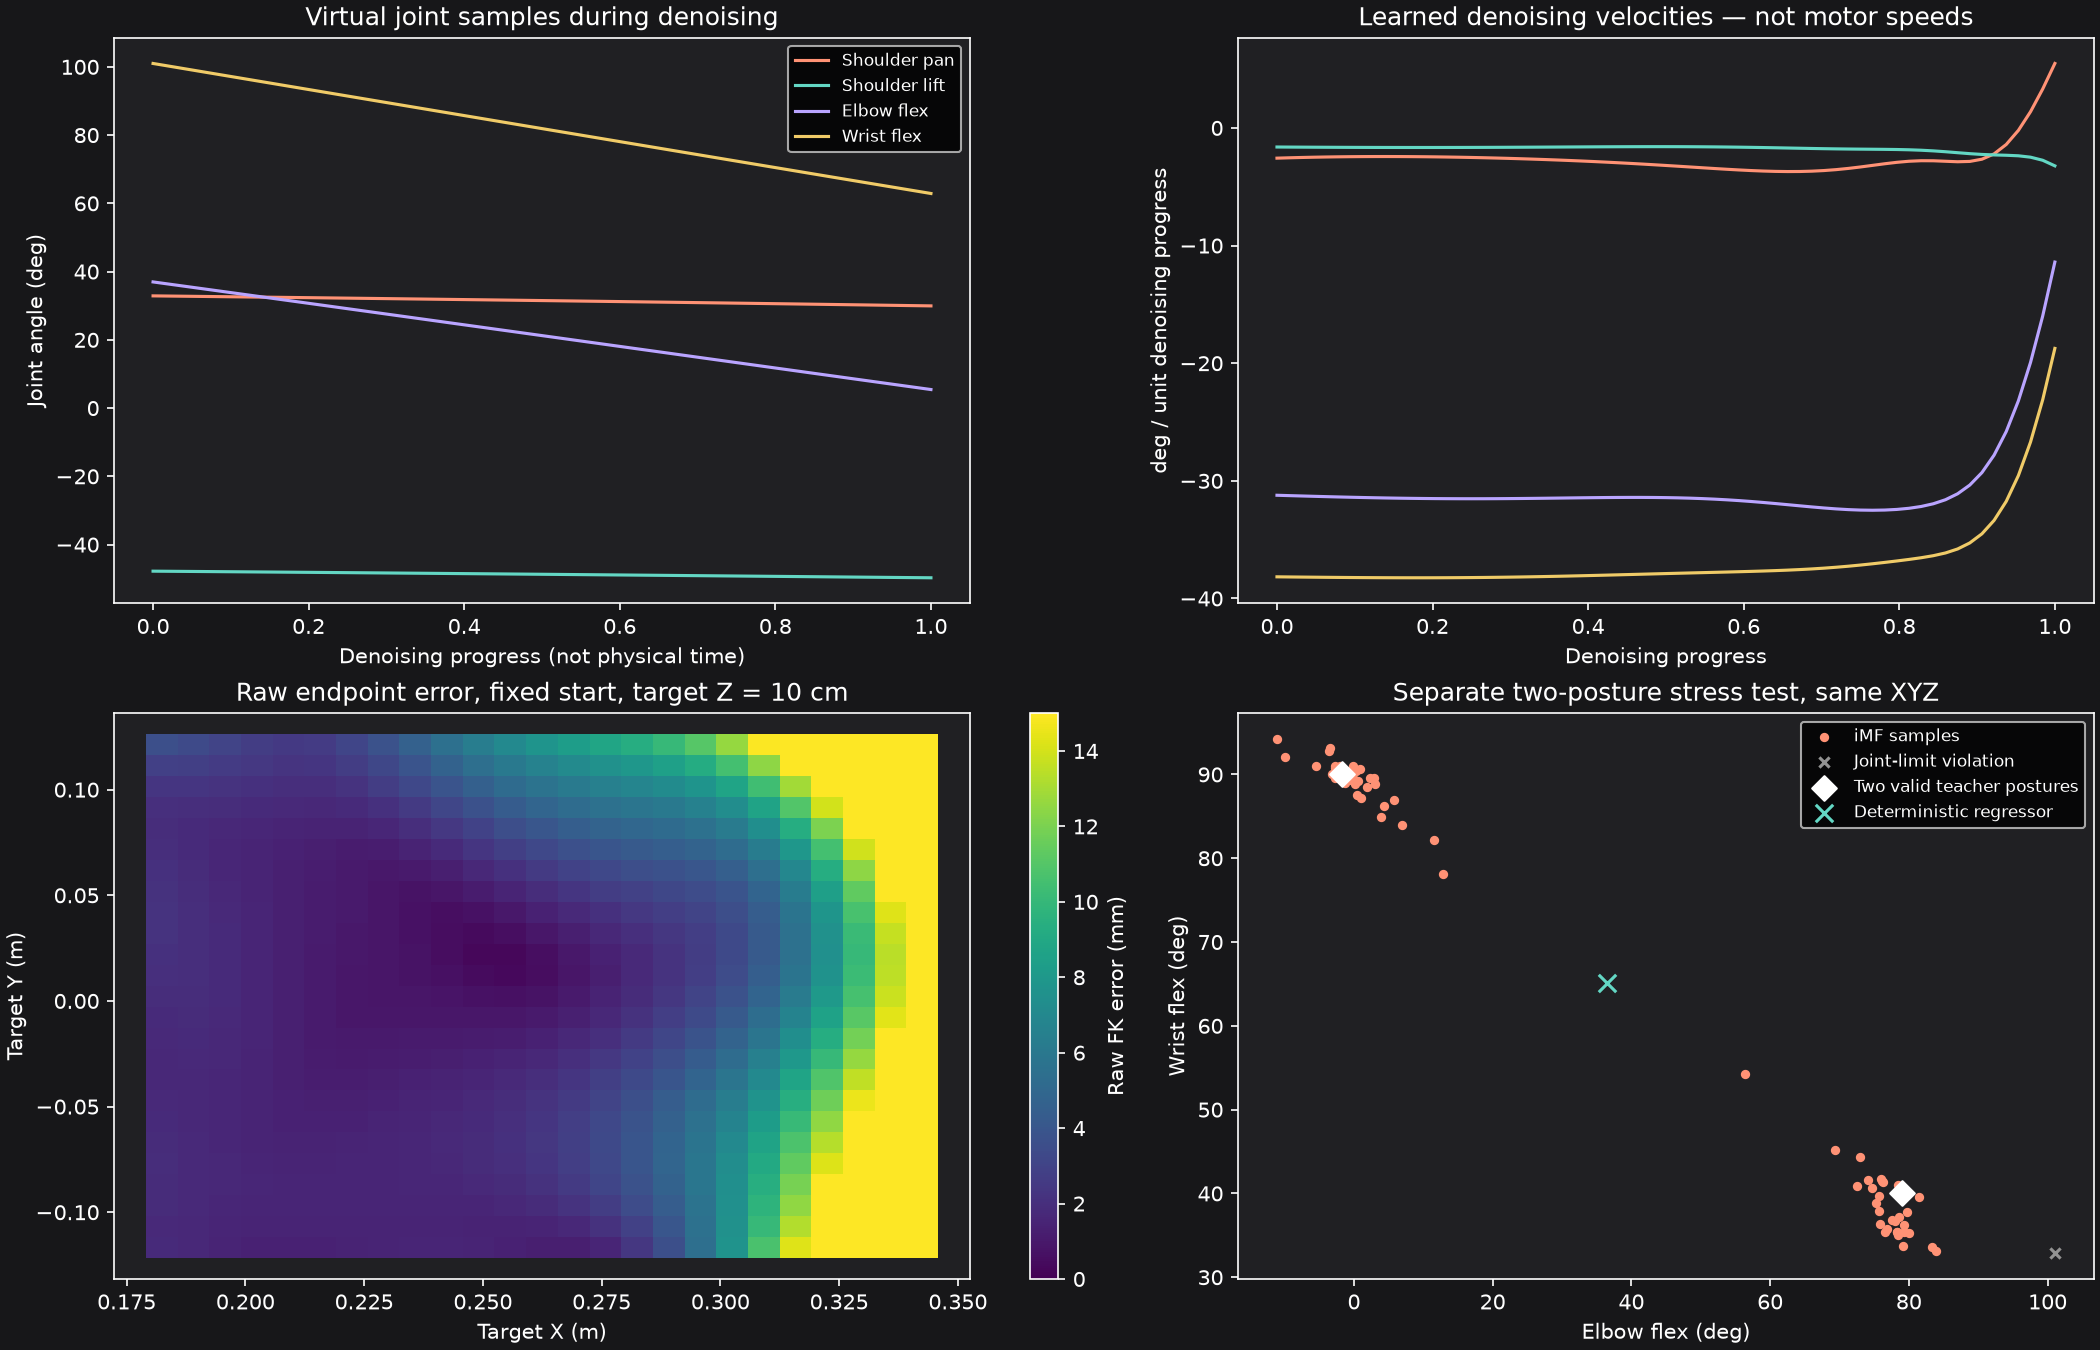 Virtual joint samples during denoising
Joint angle (deg)
100
80
60
40
20
0
−20
−40
Shoulder pan
Shoulder lift
Elbow flex
Wrist flex
0.0 0.2 0.4 0.6 0.8 1.0
Denoising progress (not physical time)
Learned denoising velocities — not motor speeds
deg / unit denoising progress
0
−10
−20
−30
−40
0.0 0.2 0.4 0.6 0.8 1.0
Denoising progress
Raw endpoint error, fixed start, target Z = 10 cm
Target Y (m)
0.10
0.05
0.00
−0.05
−0.10
0.175 0.200 0.225 0.250 0.275 0.300 0.325 0.350
Target X (m)
14
12
10
8
6
4
2
0
Raw FK error (mm)
Separate two-posture stress test, same XYZ
Wrist flex (deg)
90
80
70
60
50
40
30
iMF samples
Joint-limit violation
Two valid teacher postures
Deterministic regressor
0 20 40 60 80 100
Elbow flex (deg)